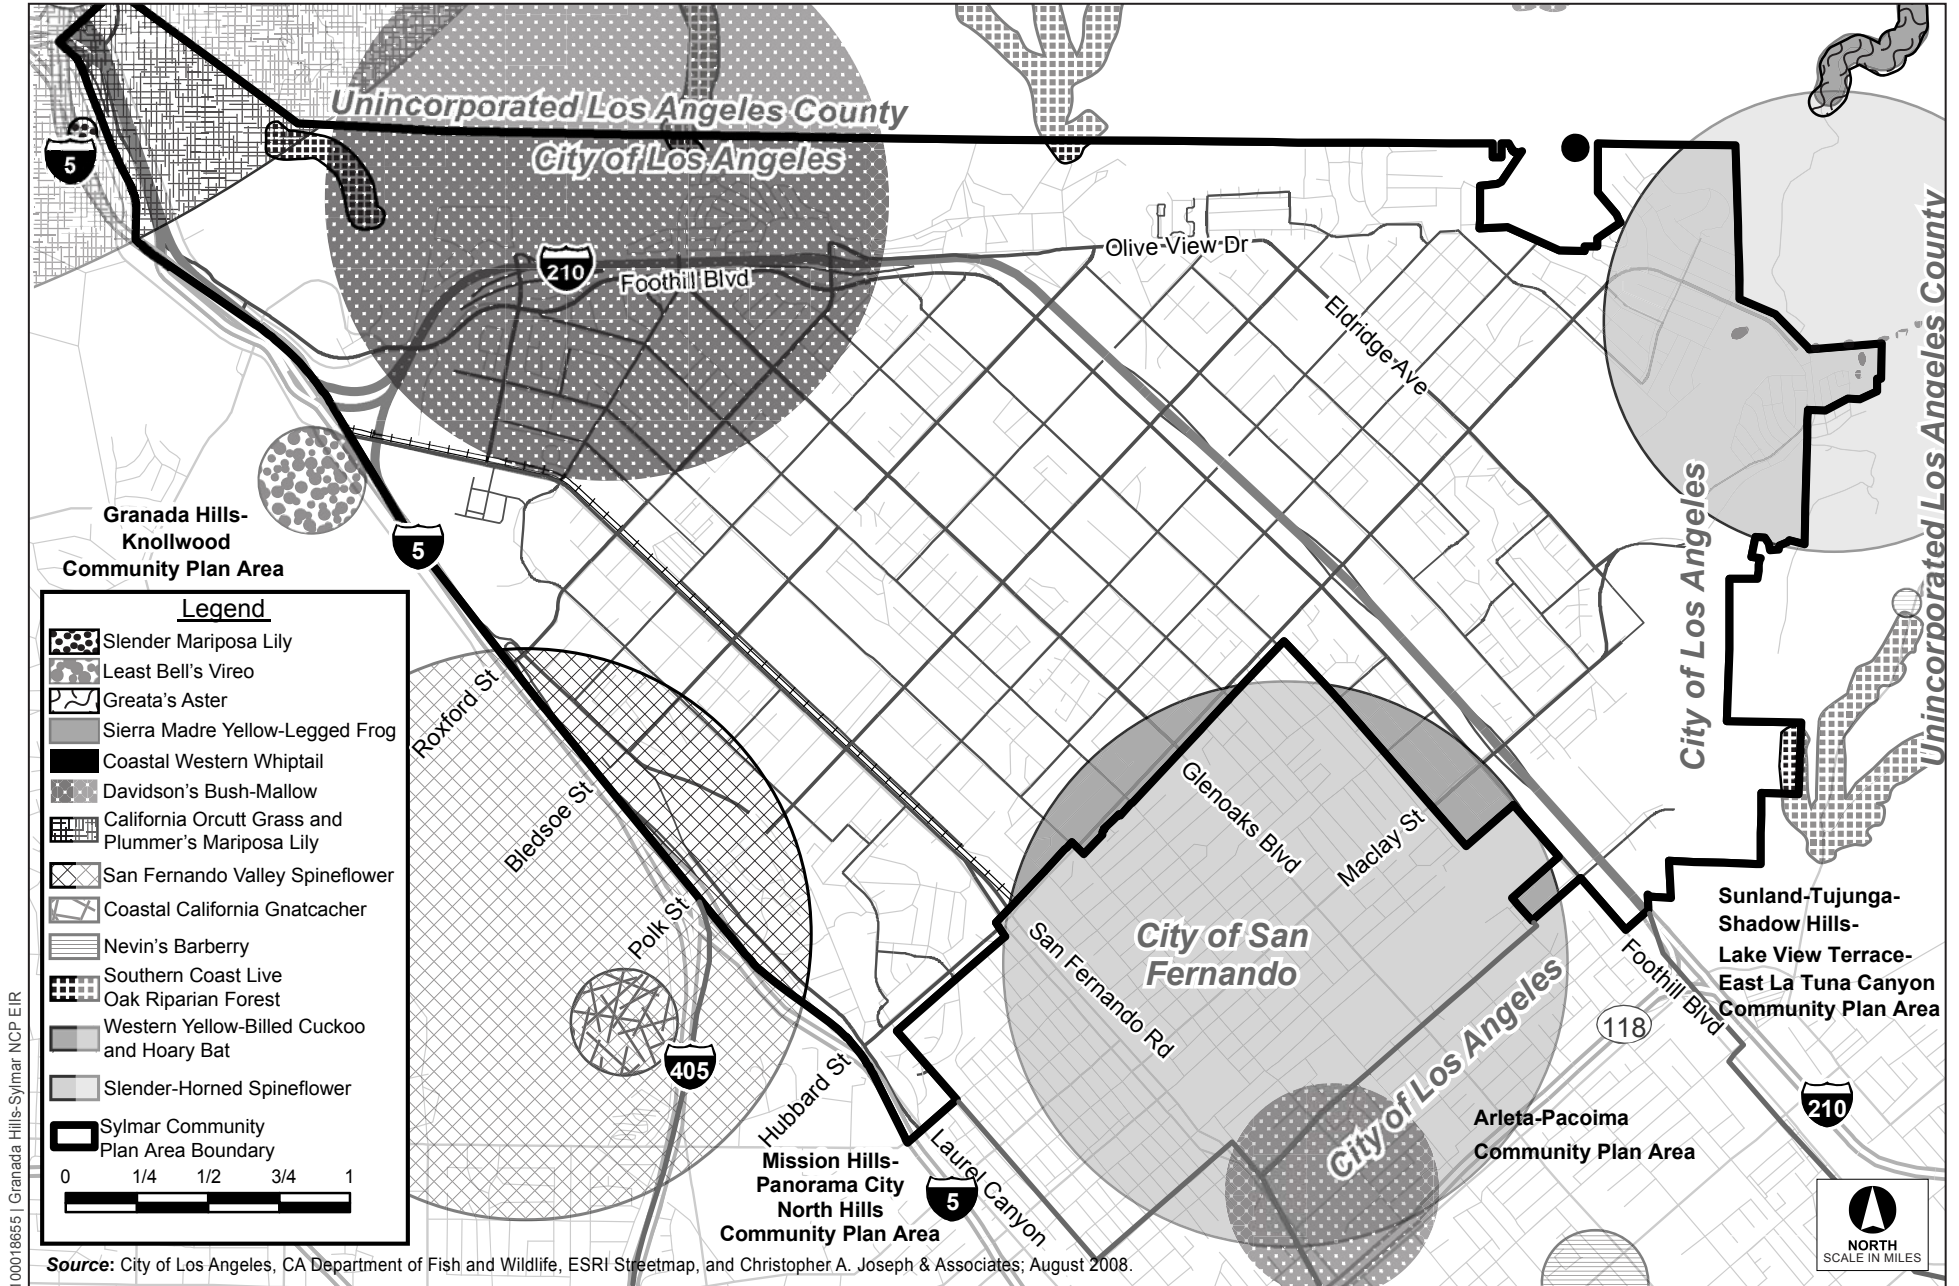 Unincorporated Los Angeles County
City of Los Angeles
5
210
Foothill Blvd
Olive View Dr
Eldridge Ave
Unincorporated Los Angeles County
City of Los Angeles
Granada Hills-
Knollwood
Community Plan Area
5
Legend
Slender Mariposa Lily
Least Bell's Vireo
Greata's Aster
Sierra Madre Yellow-Legged Frog
Coastal Western Whiptail
Davidson's Bush-Mallow
California Orcutt Grass and
Plummer's Mariposa Lily
San Fernando Valley Spineflower
Coastal California Gnatcacher
Nevin's Barberry
Southern Coast Live
Oak Riparian Forest
Western Yellow-Billed Cuckoo
and Hoary Bat
Slender-Horned Spineflower
Sylmar Community
Plan Area Boundary
0 1/4 1/2 3/4 1
Roxford St
Bledsoe St
Polk St
405
Hubbard St
Laurel Canyon
5
Mission Hills-
Panorama City
North Hills
Community Plan Area
Glenoaks Blvd
Maclay St
City of San
Fernando
San Fernando Rd
City of Los Angeles
Foothill Blvd
118
Sunland-Tujunga-
Shadow Hills-
Lake View Terrace-
East La Tuna Canyon
Community Plan Area
Arleta-Pacoima
Community Plan Area
210
NORTH
SCALE IN MILES
Source: City of Los Angeles, CA Department of Fish and Wildlife, ESRI Streetmap, and Christopher A. Joseph & Associates; August 2008.
100018655 | Granada Hills-Sylmar NCP EIR